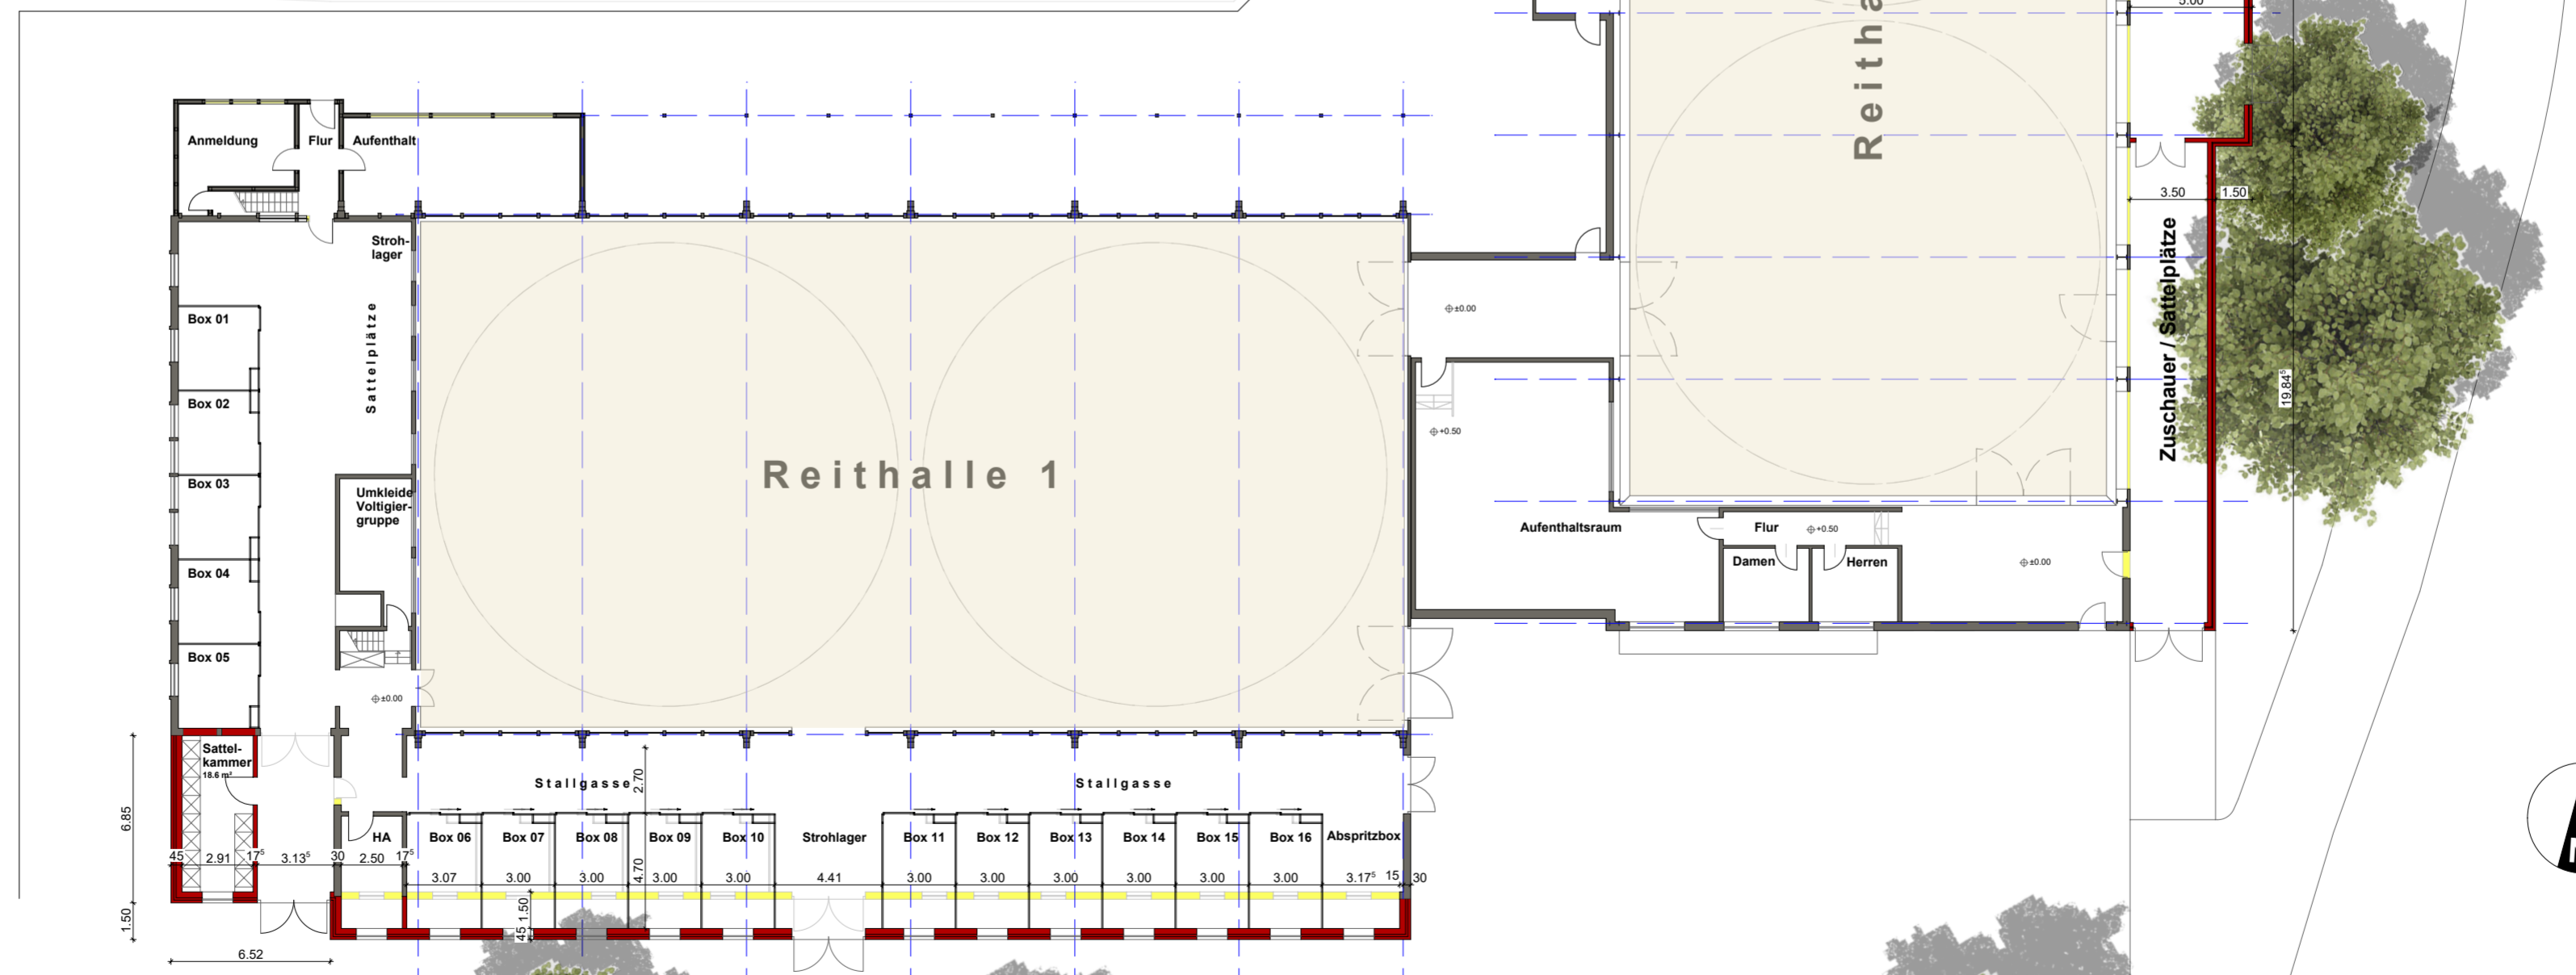 5.00
Reitha
Anmeldung
Flur
Aufenthalt
3.50
1.50
Stroh-
lager
Sattelplätze
Zuschauer / Sattelplätze
Box 01
±0.00
Box 02
19.84⁵
+0.50
Reithalle 1
Box 03
Umkleide
Voltigier-
gruppe
Aufenthaltsraum
Flur
+0.50
Box 04
Damen
Herren
±0.00
Box 05
±0.00
Sattel-
kammer
18.6 m²
Stallgasse
2.70
Stallgasse
6.85
HA
Box 06
Box 07
Box 08
Box 09
Box 10
Strohlager
Box 11
Box 12
Box 13
Box 14
Box 15
Box 16
Abspritzbox
45
2.91
17⁵
3.13⁵
30
2.50
17⁵
4.70
3.07
3.00
3.00
3.00
3.00
4.41
3.00
3.00
3.00
3.00
3.00
3.00
3.17⁵
15
30
1.50
1.50
45
6.52